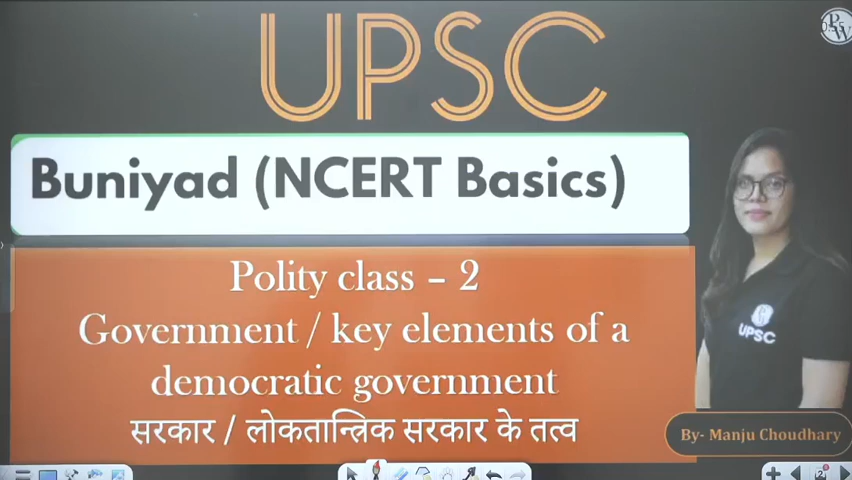 UPSC
PW
Buniyad (NCERT Basics)
Polity class – 2
Government / key elements of a
democratic government
सरकार / लोकतान्त्रिक सरकार के तत्व
UPSC
By- Manju Choudhary